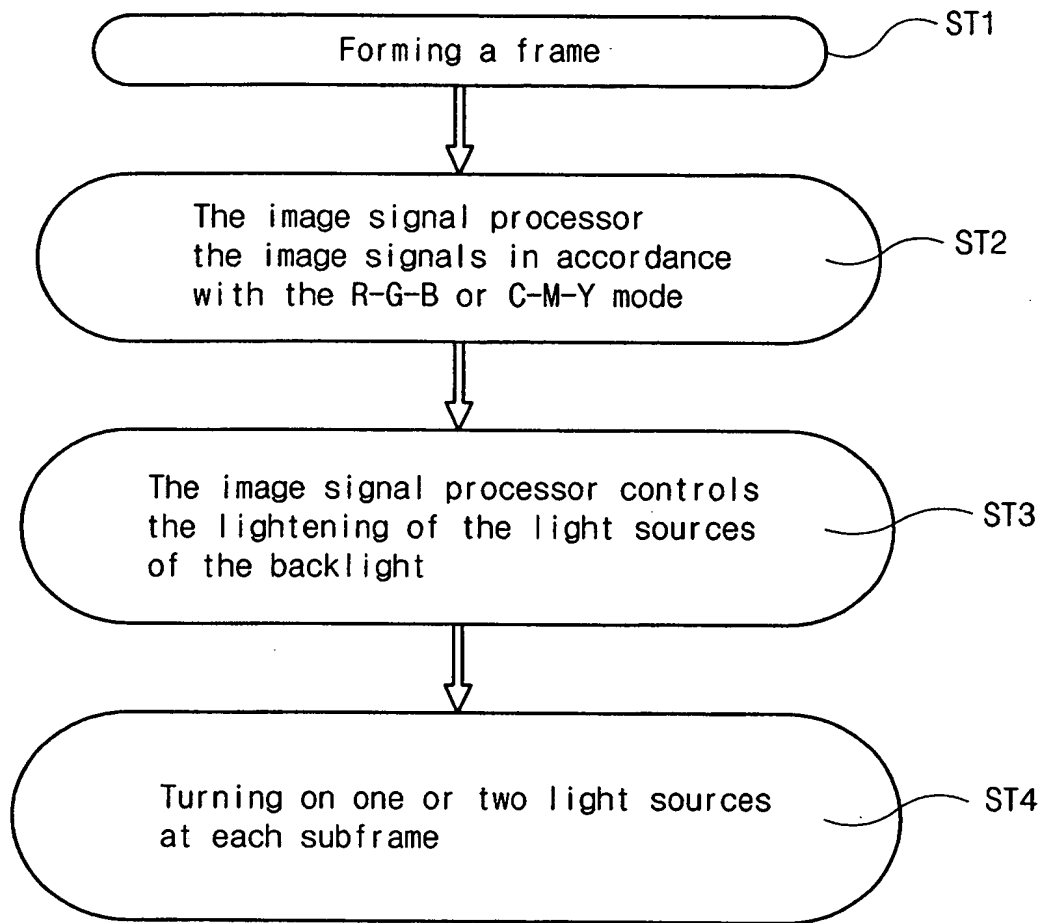 Forming a frame
ST1
The image signal processor
the image signals in accordance
with the R-G-B or C-M-Y mode
ST2
The image signal processor controls
the lightening of the light sources
of the backlight
ST3
Turning on one or two light sources
at each subframe
ST4